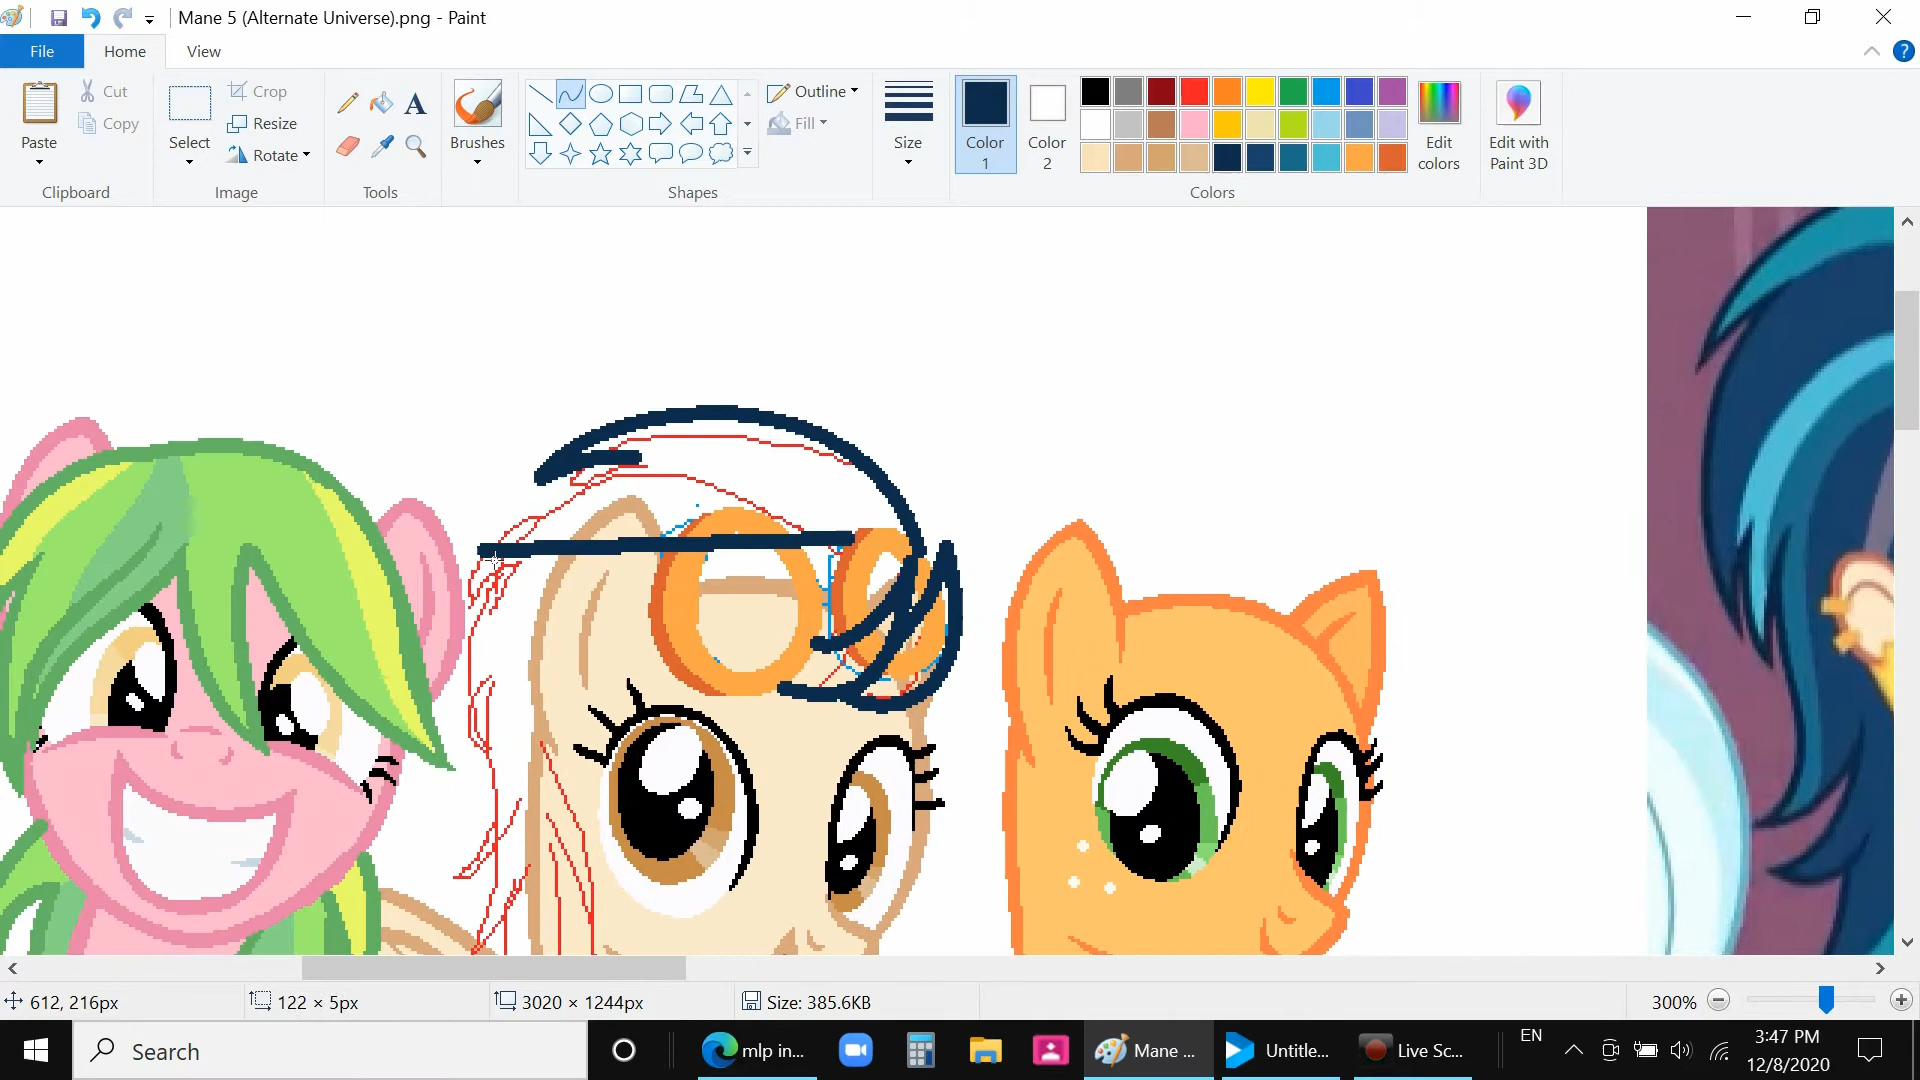 Mane 5 (Alternate Universe).png - Paint
File
Home
View
Paste
Cut
Copy
Clipboard
Select
Crop
Resize
Rotate
Image
Tools
Brushes
Shapes
Outline
Fill
Size
Color 1
Color 2
Colors
Edit colors
Edit with Paint 3D
612, 216px
122 × 5px
3020 × 1244px
Size: 385.6KB
300%
Search
mlp in...
Mane ...
Untitle...
Live Sc...
EN
3:47 PM
12/8/2020